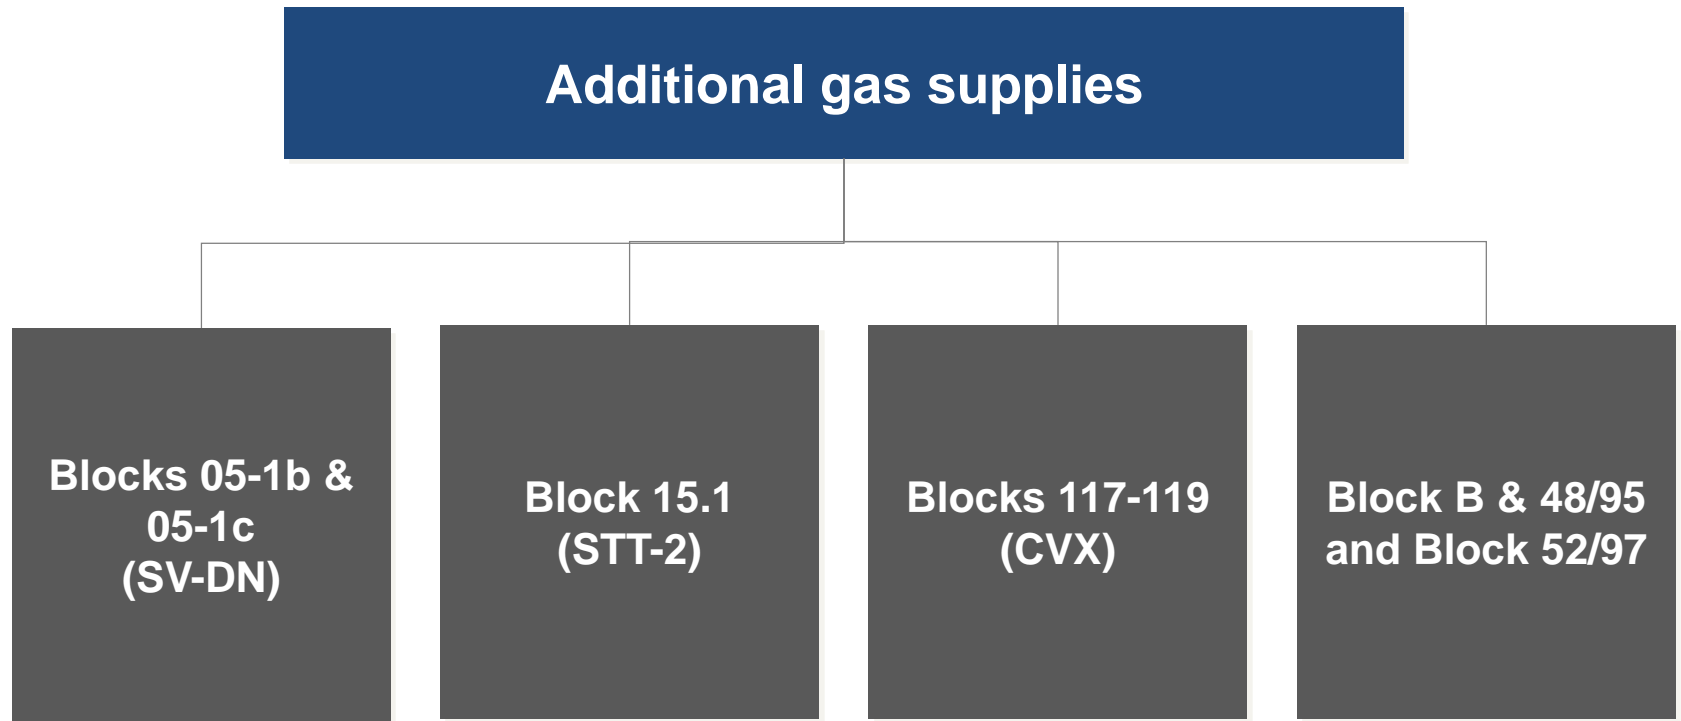 Additional gas supplies
Blocks 05-1b &
05-1c
(SV-DN)
Block 15.1
(STT-2)
Blocks 117-119
(CVX)
Block B & 48/95
and Block 52/97